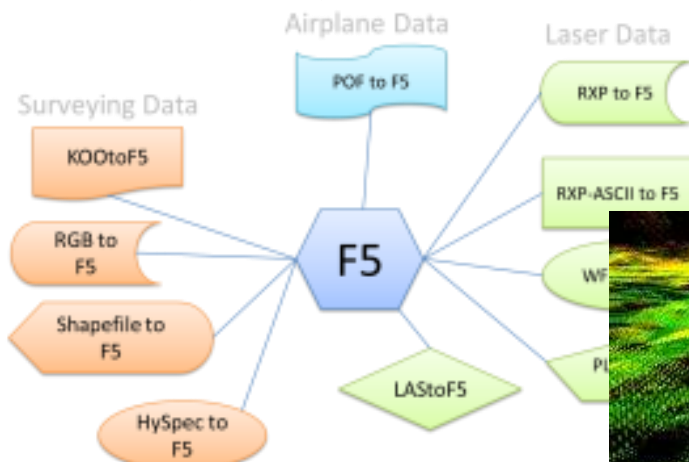 Airplane Data
Laser Data
Surveying Data
POF to F5
RXP to F5
KOOtoF5
RXP-ASCII to F5
RGB to
F5
F5
Shapefile to
F5
LAStoF5
HySpec to
F5